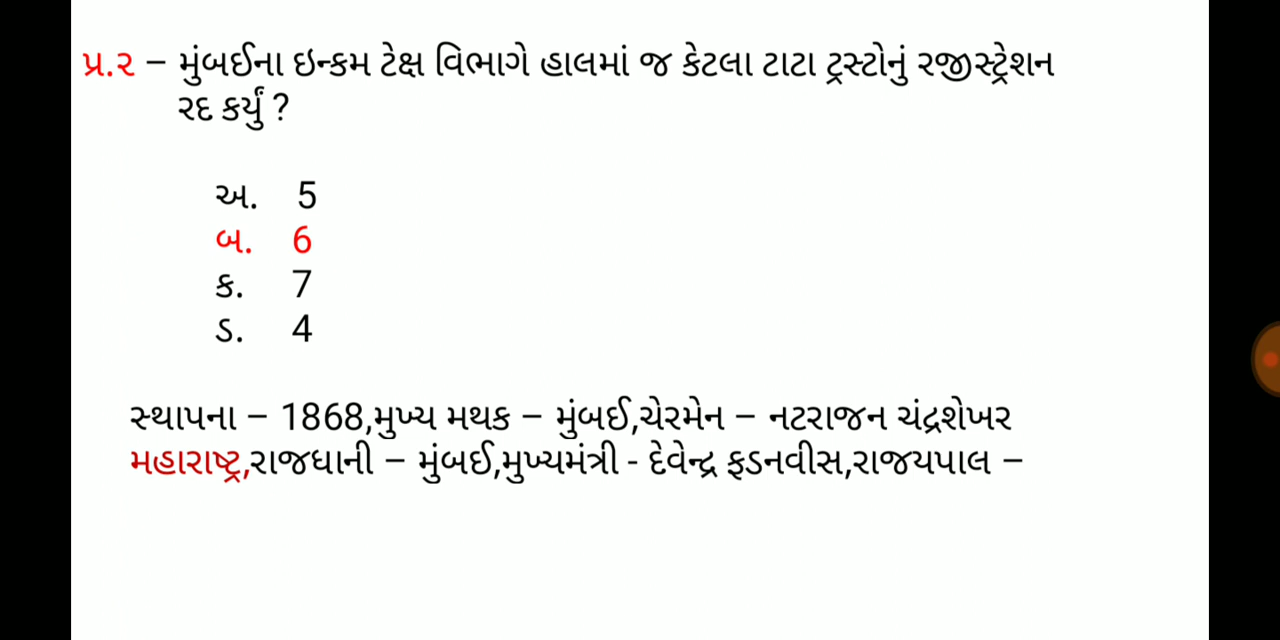 પ્ર.૨ – મુંબઈના ઇન્કમ ટેક્ષ વિભાગે હાલમાં જ કેટલા ટાટા ટ્રસ્ટોનું રજીસ્ટ્રેશન
રદ કર્યું ?
અ. 5
બ. 6
ક. 7
ડ. 4
સ્થાપના – 1868,મુખ્ય મથક – મુંબઈ,ચેરમેન – નટરાજન ચંદ્રશેખર
મહારાષ્ટ્ર,રાજધાની – મુંબઈ,મુખ્યમંત્રી - દેવેન્દ્ર ફડનવીસ,રાજયપાલ –